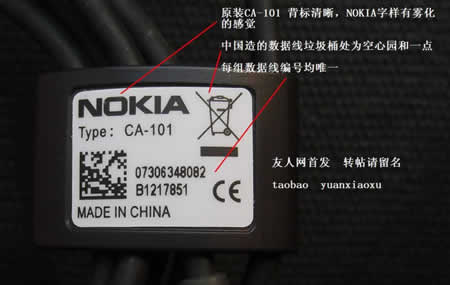 原装CA-101 背标清晰，NOKIA字样有雾化
的感觉
中国造的数据线垃圾桶处为空心园和一点
每组数据线编号均唯一
NOKIA
Type: CA-101
07306348082
B1217851
CE
MADE IN CHINA
友人网首发 转帖请留名
taobao yuanxiaoxu